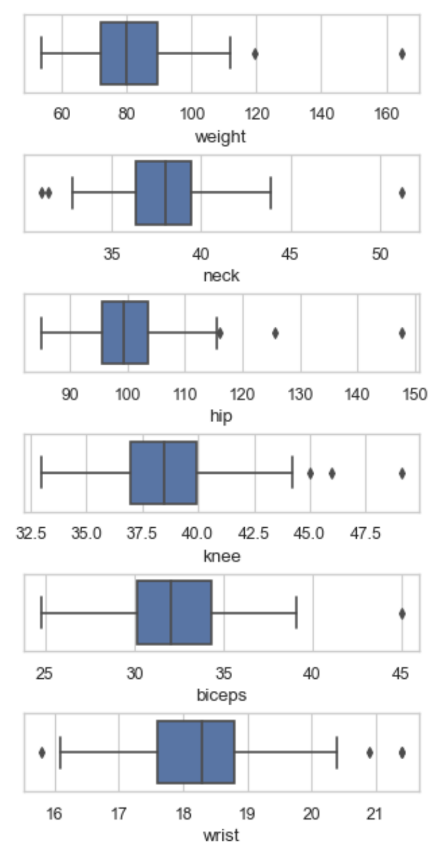 60 80 100 120 140 160
weight
35 40 45 50
neck
90 100 110 120 130 140 150
hip
32.5 35.0 37.5 40.0 42.5 45.0 47.5
knee
25 30 35 40 45
biceps
16 17 18 19 20 21
wrist